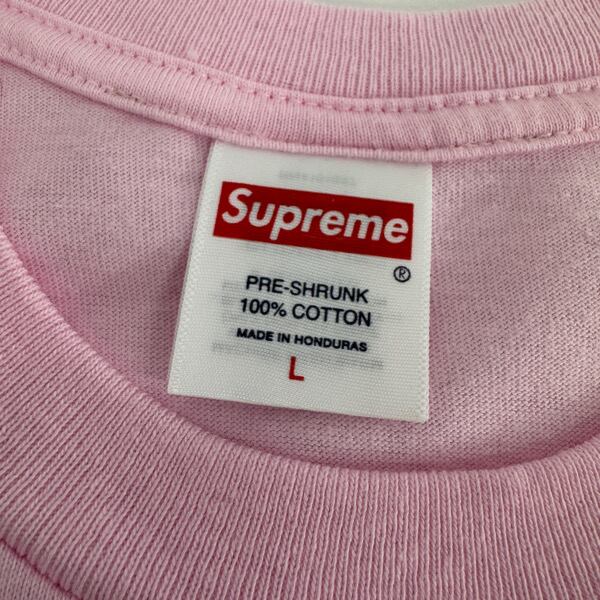 Supreme
®
PRE-SHRUNK
100% COTTON
MADE IN HONDURAS
L